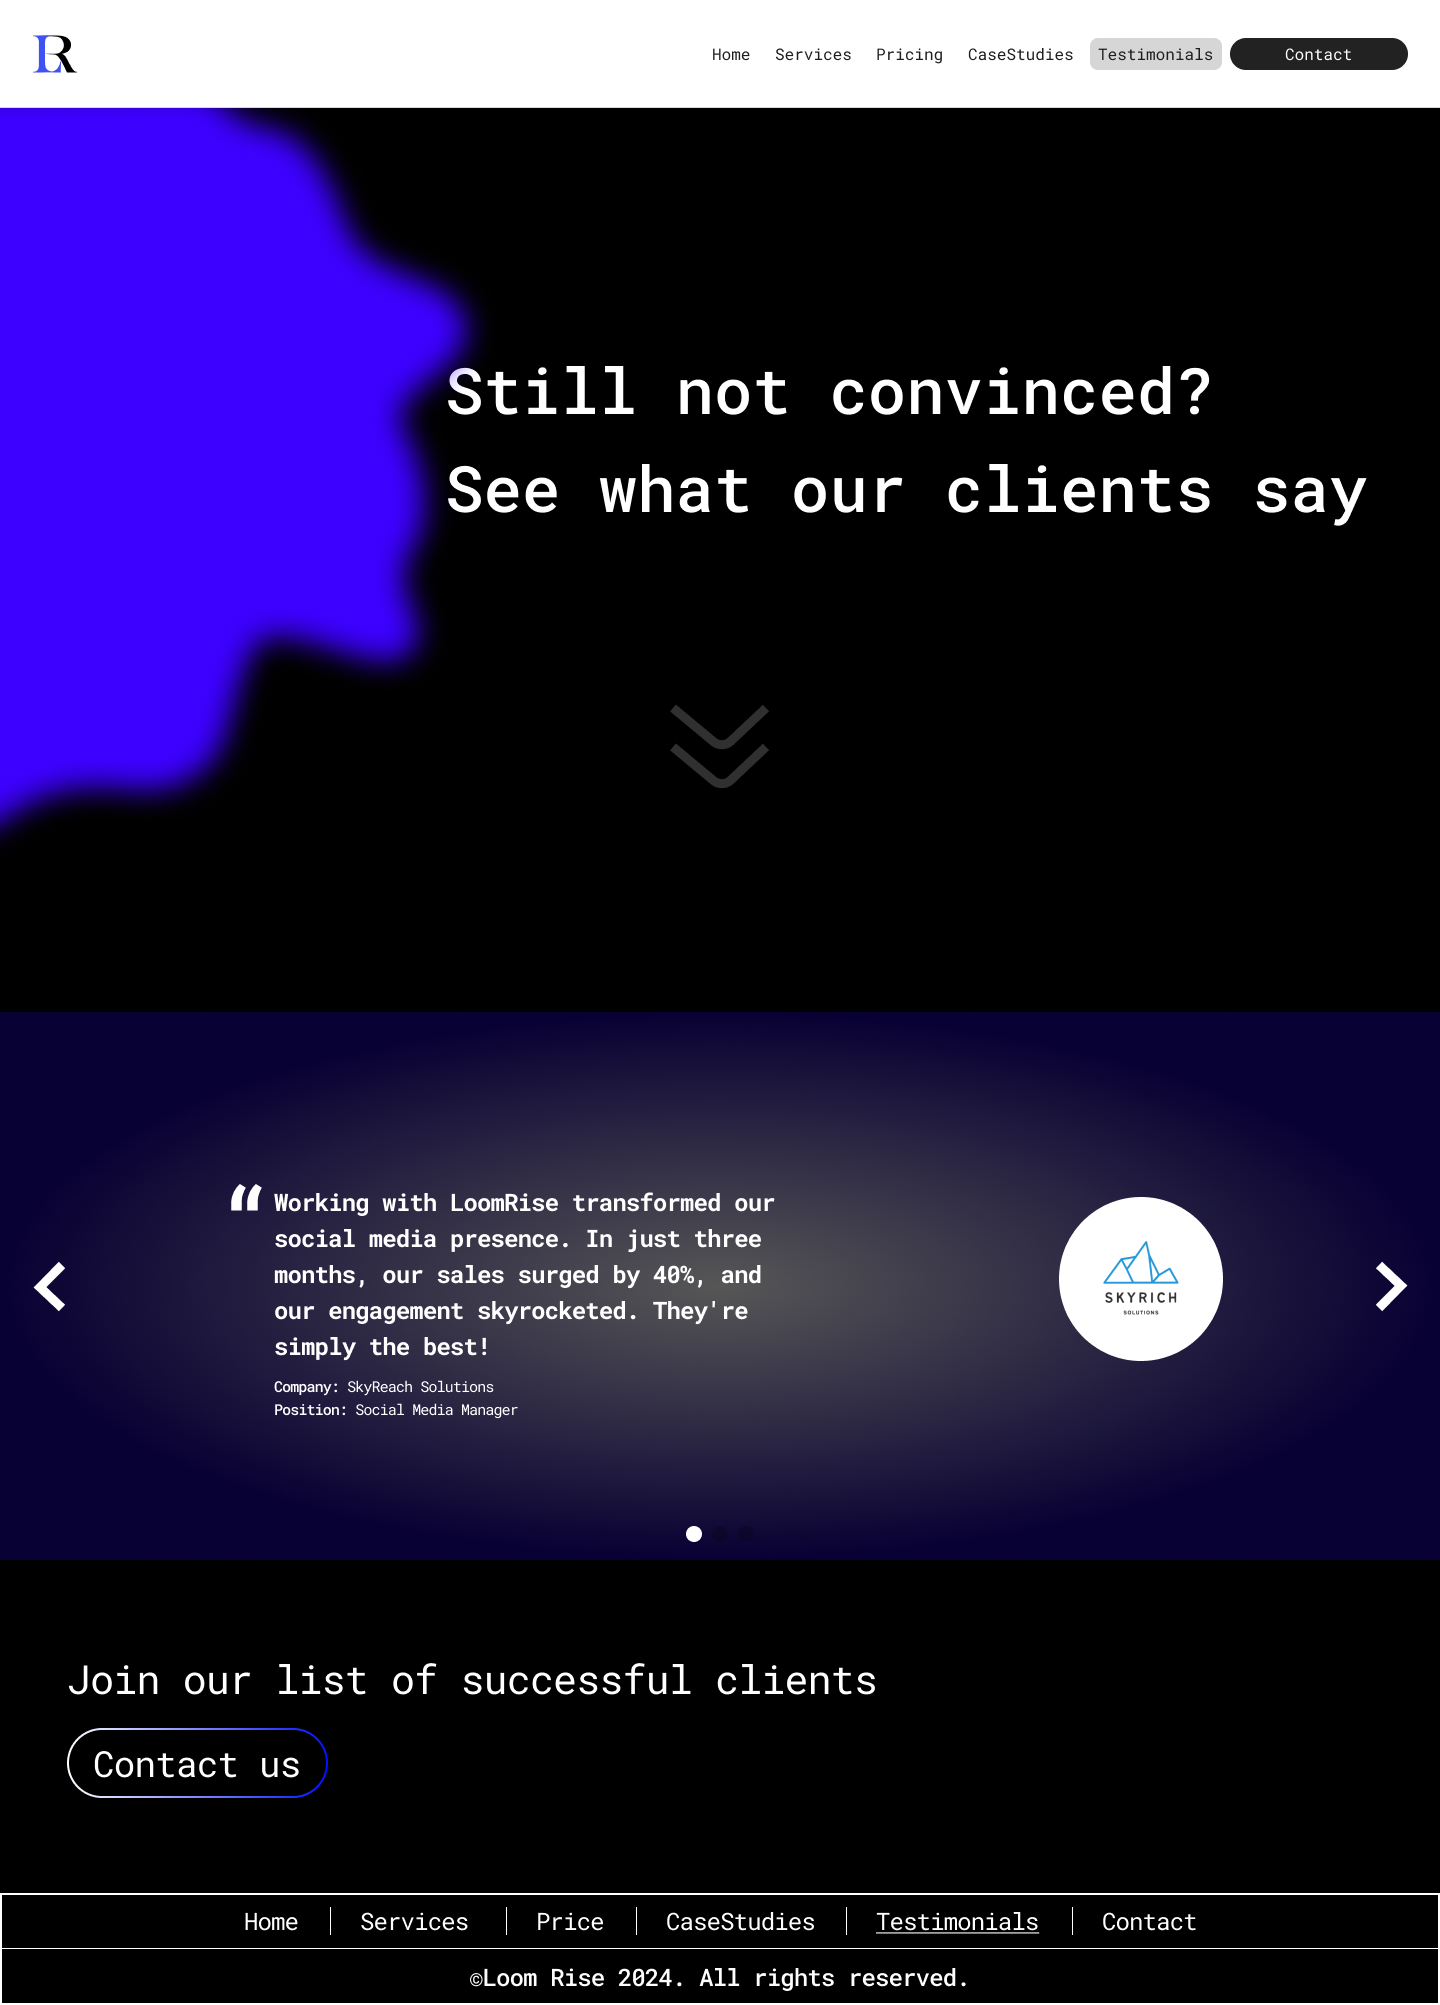 LR
Home Services Pricing CaseStudies Testimonials Contact
Still not convinced?
See what our clients say
“ Working with LoomRise transformed our
social media presence. In just three
months, our sales surged by 40%, and
our engagement skyrocketed. They're
simply the best!
Company: SkyReach Solutions
Position: Social Media Manager
SKYRICH
SOLUTIONS
Join our list of successful clients
Contact us
Home Services Price CaseStudies Testimonials Contact
©Loom Rise 2024. All rights reserved.